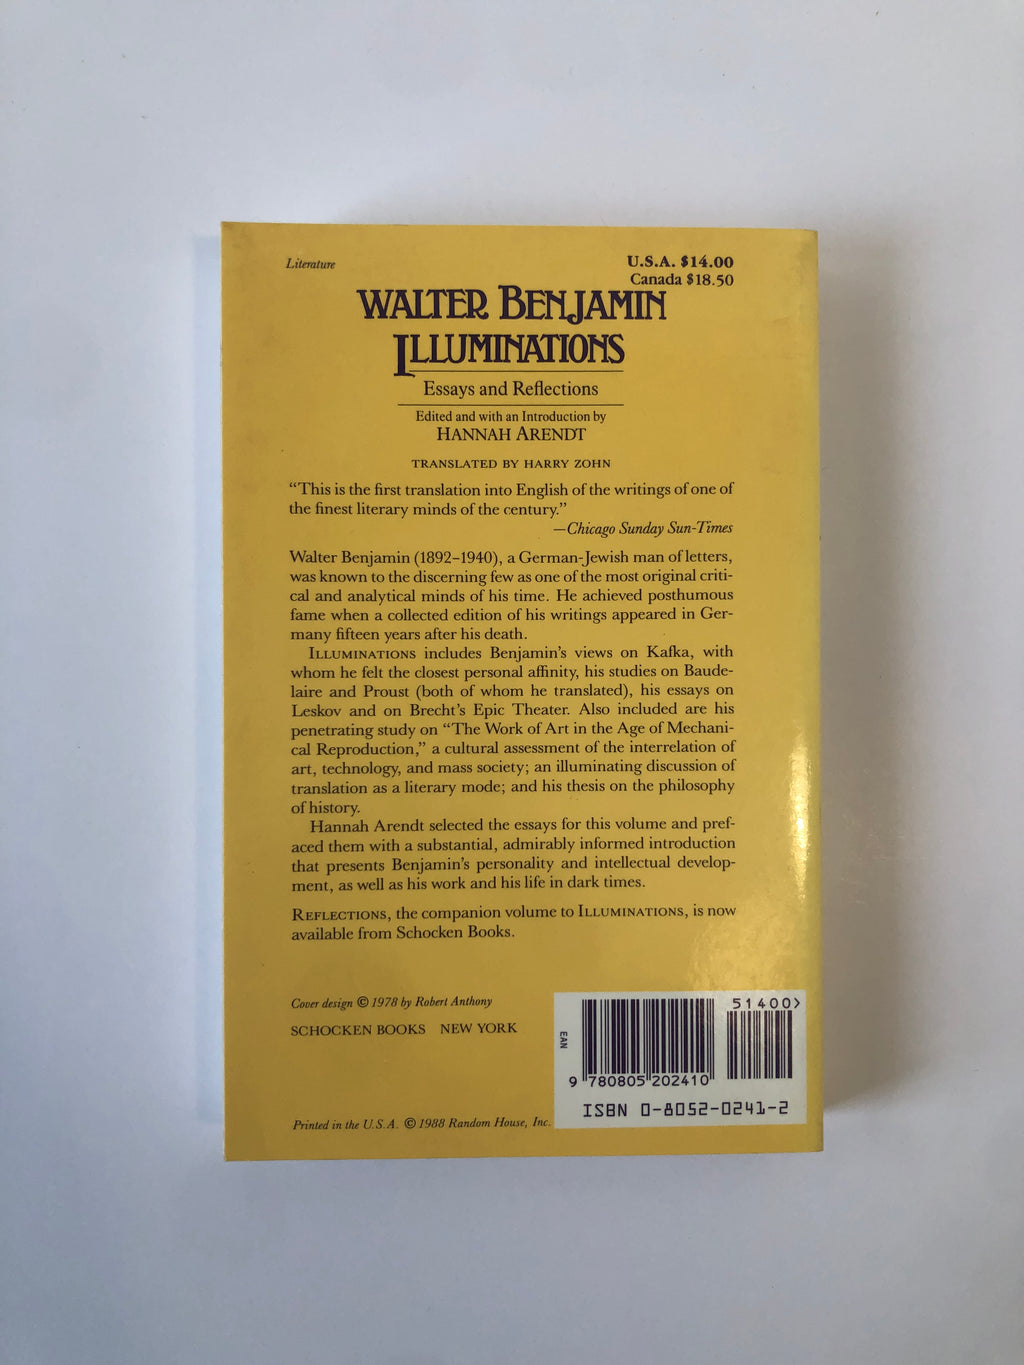 Literature
U.S.A. $14.00
Canada $18.50
WALTER BENJAMIN
ILLUMINATIONS
Essays and Reflections
Edited and with an Introduction by
HANNAH ARENDT
TRANSLATED BY HARRY ZOHN
“This is the first translation into English of the writings of one of
the finest literary minds of the century.”
—Chicago Sunday Sun-Times
Walter Benjamin (1892–1940), a German-Jewish man of letters,
was known to the discerning few as one of the most original criti-
cal and analytical minds of his time. He achieved posthumous
fame when a collected edition of his writings appeared in Ger-
many fifteen years after his death.
ILLUMINATIONS includes Benjamin’s views on Kafka, with
whom he felt the closest personal affinity, his studies on Baude-
laire and Proust (both of whom he translated), his essays on
Leskov and on Brecht’s Epic Theater. Also included are his
penetrating study on “The Work of Art in the Age of Mechani-
cal Reproduction,” a cultural assessment of the interrelation of
art, technology, and mass society; an illuminating discussion of
translation as a literary mode; and his thesis on the philosophy
of history.
Hannah Arendt selected the essays for this volume and pref-
aced them with a substantial, admirably informed introduction
that presents Benjamin’s personality and intellectual develop-
ment, as well as his work and his life in dark times.
REFLECTIONS, the companion volume to ILLUMINATIONS, is now
available from Schocken Books.
Cover design © 1978 by Robert Anthony
SCHOCKEN BOOKS NEW YORK
Printed in the U.S.A. © 1988 Random House, Inc.
51400>
EAN
9 780805 202410
ISBN 0-8052-0241-2